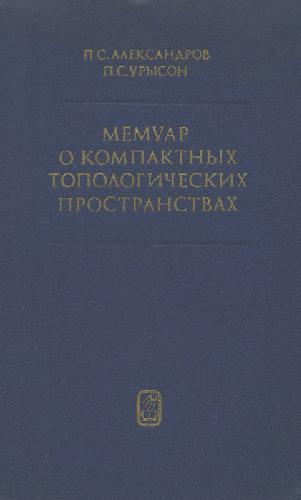 П.С.АЛЕКСАНДРОВ
П.С.УРЫСОН
МЕМУАР
О КОМПАКТНЫХ
ТОПОЛОГИЧЕСКИХ
ПРОСТРАНСТВАХ